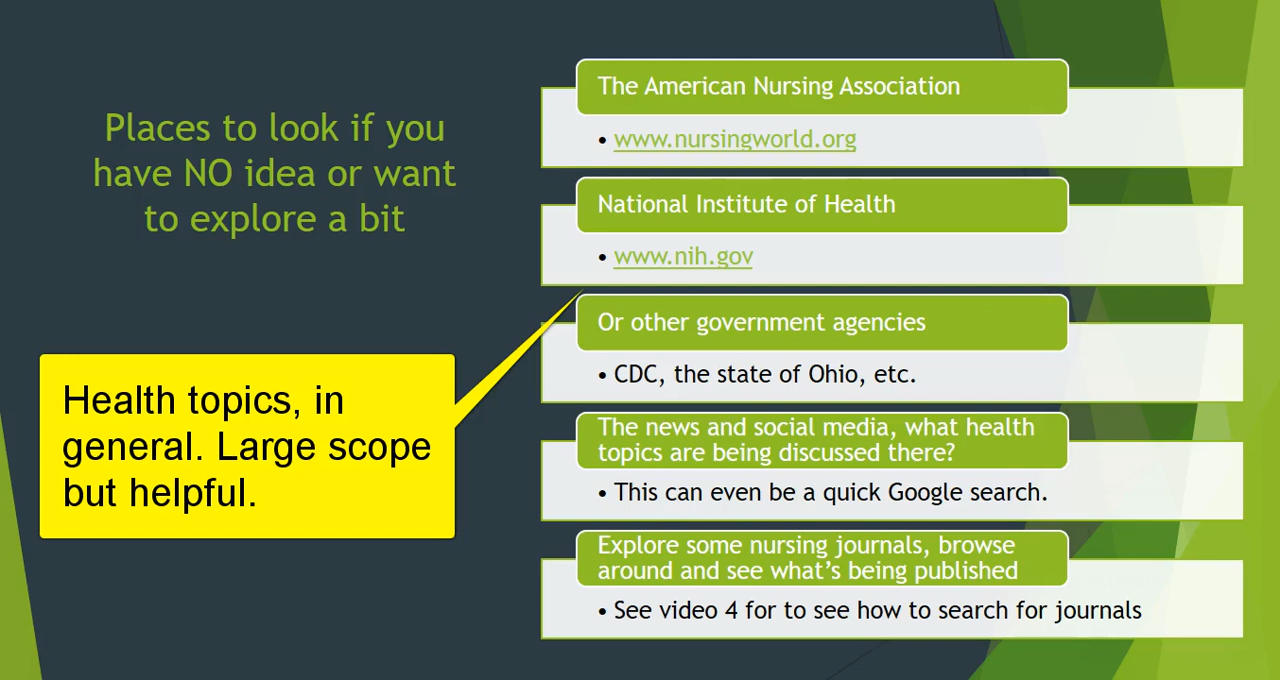 Places to look if you
have NO idea or want
to explore a bit
Health topics, in
general. Large scope
but helpful.
The American Nursing Association
• www.nursingworld.org
National Institute of Health
• www.nih.gov
Or other government agencies
• CDC, the state of Ohio, etc.
The news and social media, what health
topics are being discussed there?
• This can even be a quick Google search.
Explore some nursing journals, browse
around and see what’s being published
• See video 4 for to see how to search for journals